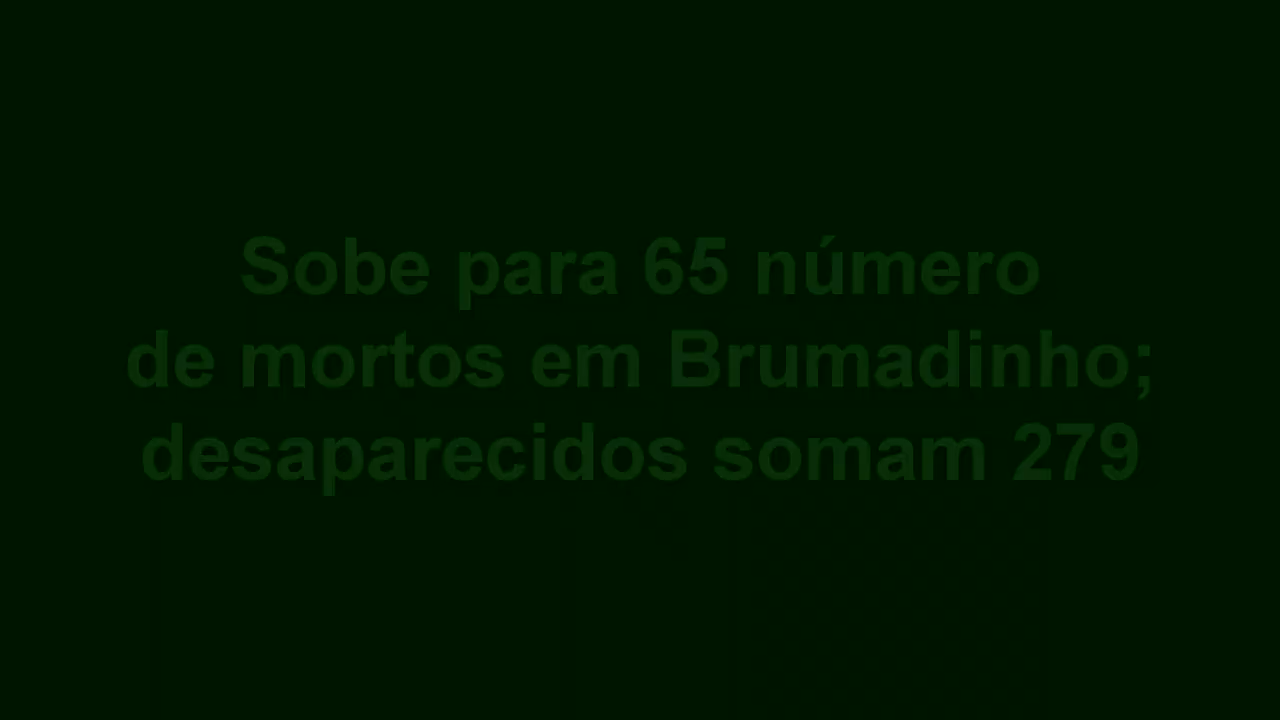 Sobe para 65 número
de mortos em Brumadinho;
desaparecidos somam 279